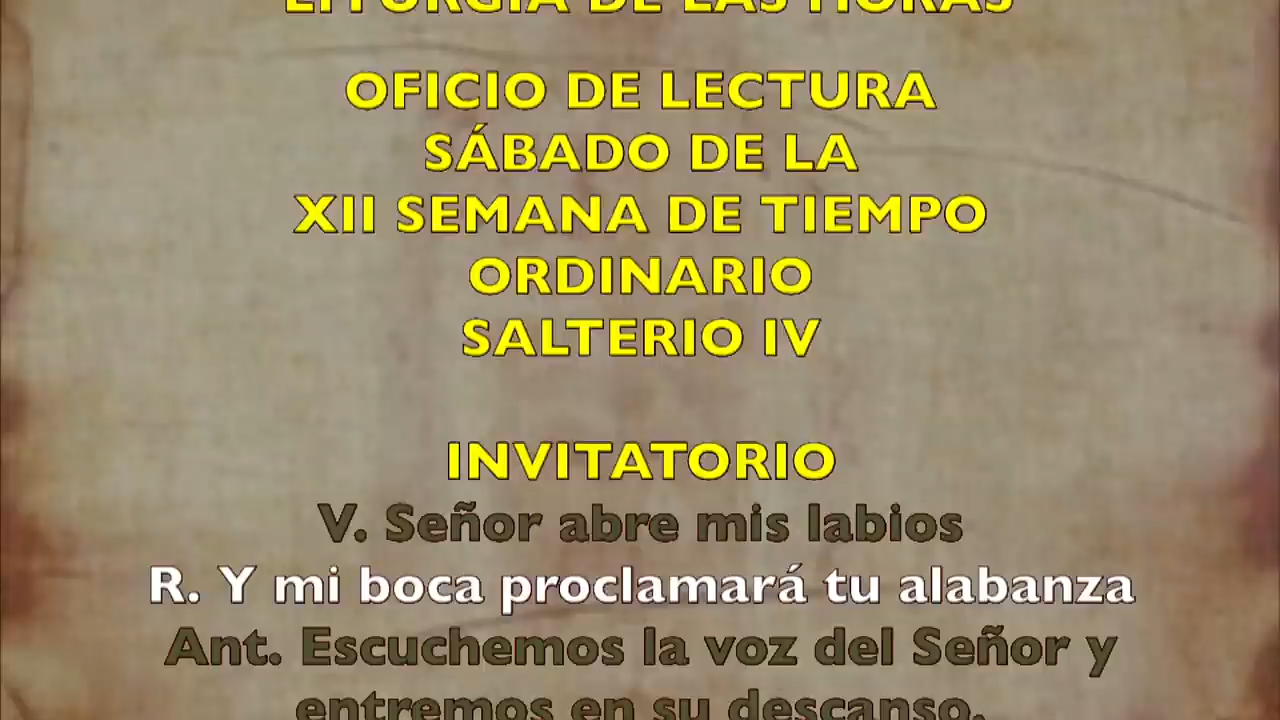 LITURGIA DE LAS HORAS
OFICIO DE LECTURA
SÁBADO DE LA
XII SEMANA DE TIEMPO
ORDINARIO
SALTERIO IV
INVITATORIO
V. Señor abre mis labios
R. Y mi boca proclamará tu alabanza
Ant. Escuchemos la voz del Señor y
entremos en su descanso.